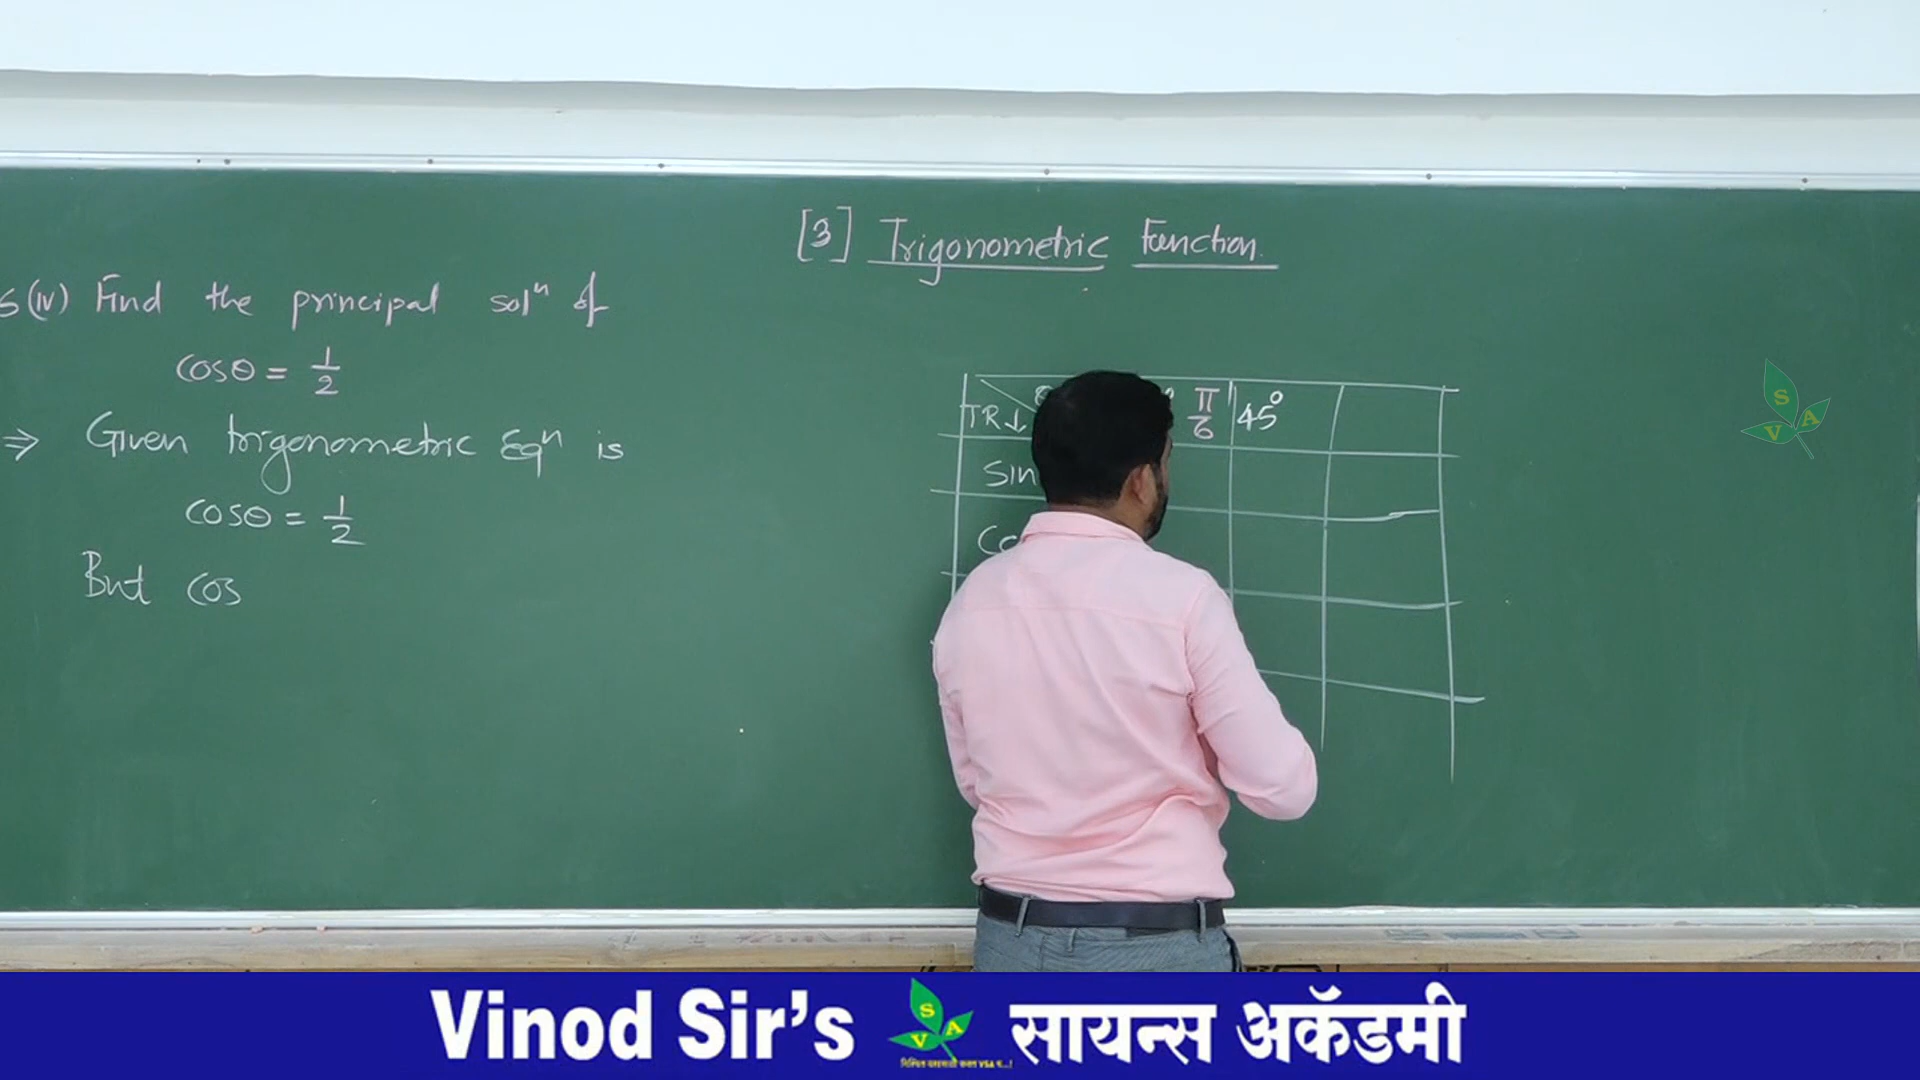 [3] Trigonometric Function.
(iv) Find the principal solⁿ of
cosθ = 1/2
⇒ Given trigonometric Eqⁿ is
cosθ = 1/2
But cos
TR↓ π/6 45°
Sin
S
V A
Vinod Sir's S V A सायन्स अकॅडमी